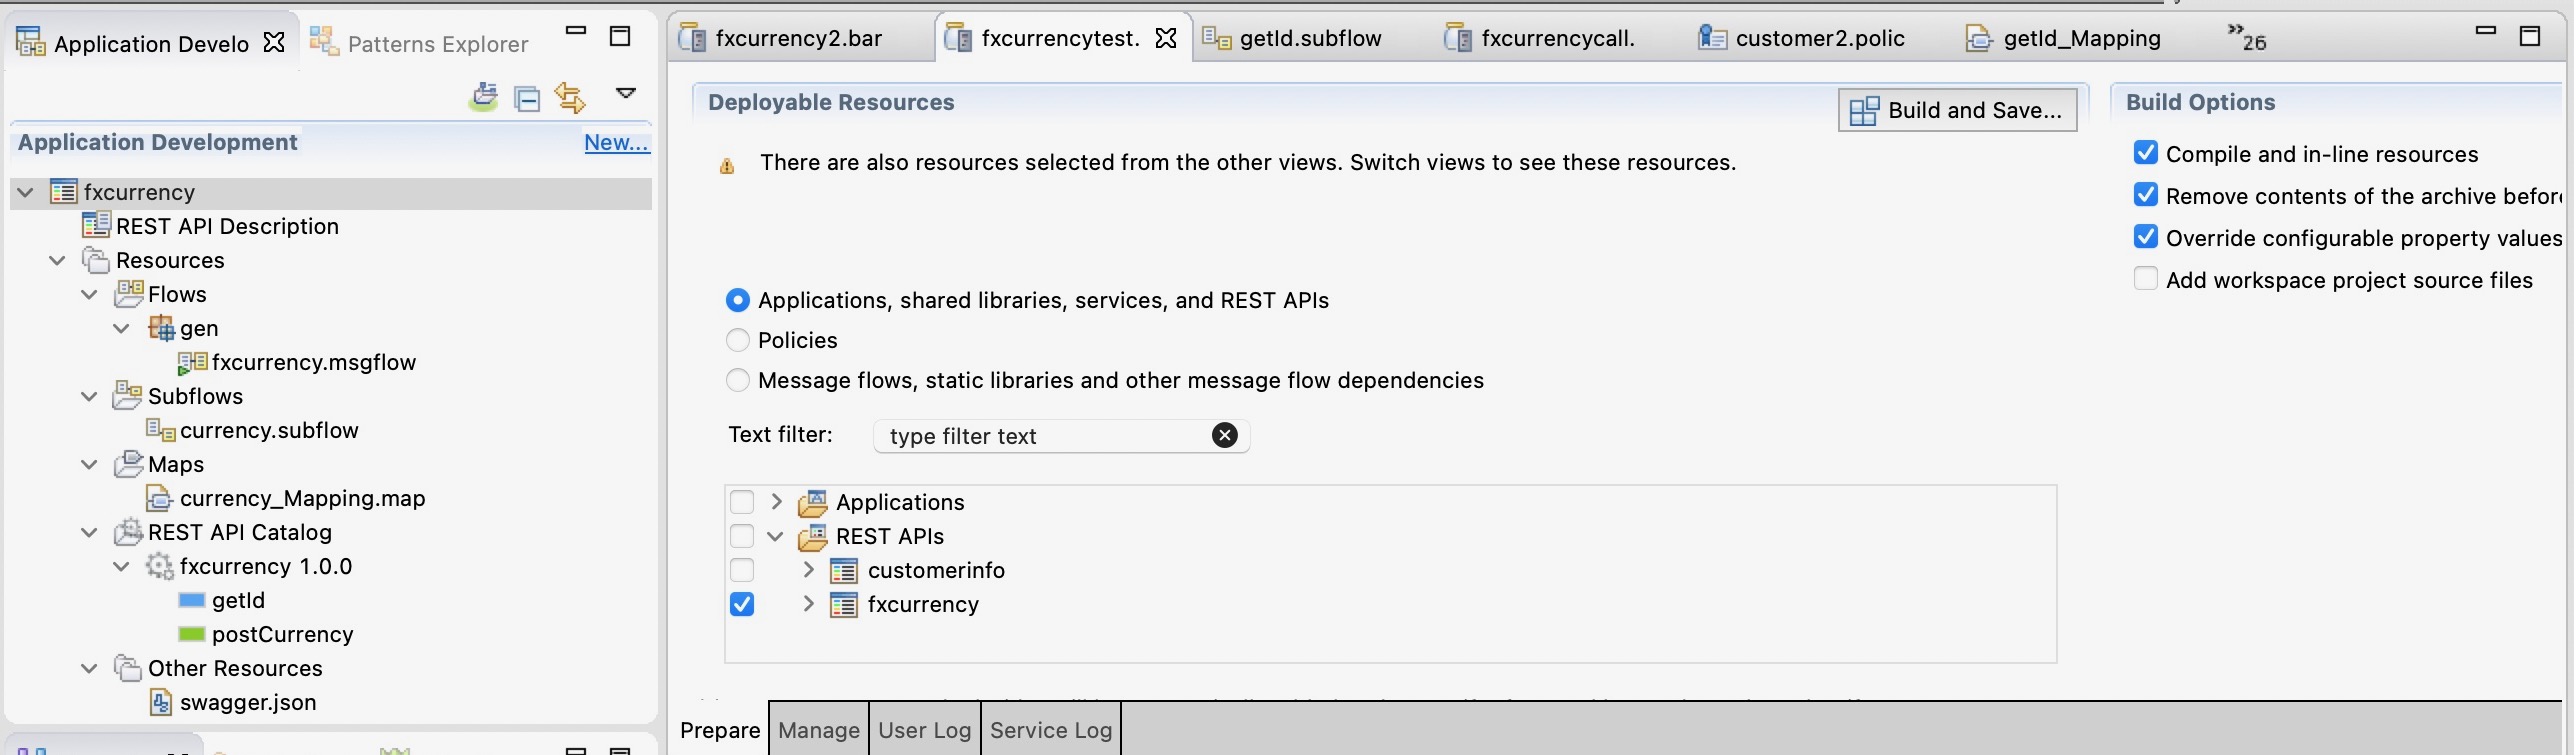 Application Develo
Patterns Explorer
Application Development
New...
fxcurrency
REST API Description
Resources
Flows
gen
fxcurrency.msgflow
Subflows
currency.subflow
Maps
currency_Mapping.map
REST API Catalog
fxcurrency 1.0.0
getId
postCurrency
Other Resources
swagger.json
fxcurrency2.bar
fxcurrencytest.
getId.subflow
fxcurrencycall.
customer2.polic
getId_Mapping
»26
Deployable Resources
Build and Save...
There are also resources selected from the other views. Switch views to see these resources.
Applications, shared libraries, services, and REST APIs
Policies
Message flows, static libraries and other message flow dependencies
Text filter:
type filter text
Applications
REST APIs
customerinfo
fxcurrency
Prepare
Manage
User Log
Service Log
Build Options
Compile and in-line resources
Remove contents of the archive before
Override configurable property values
Add workspace project source files